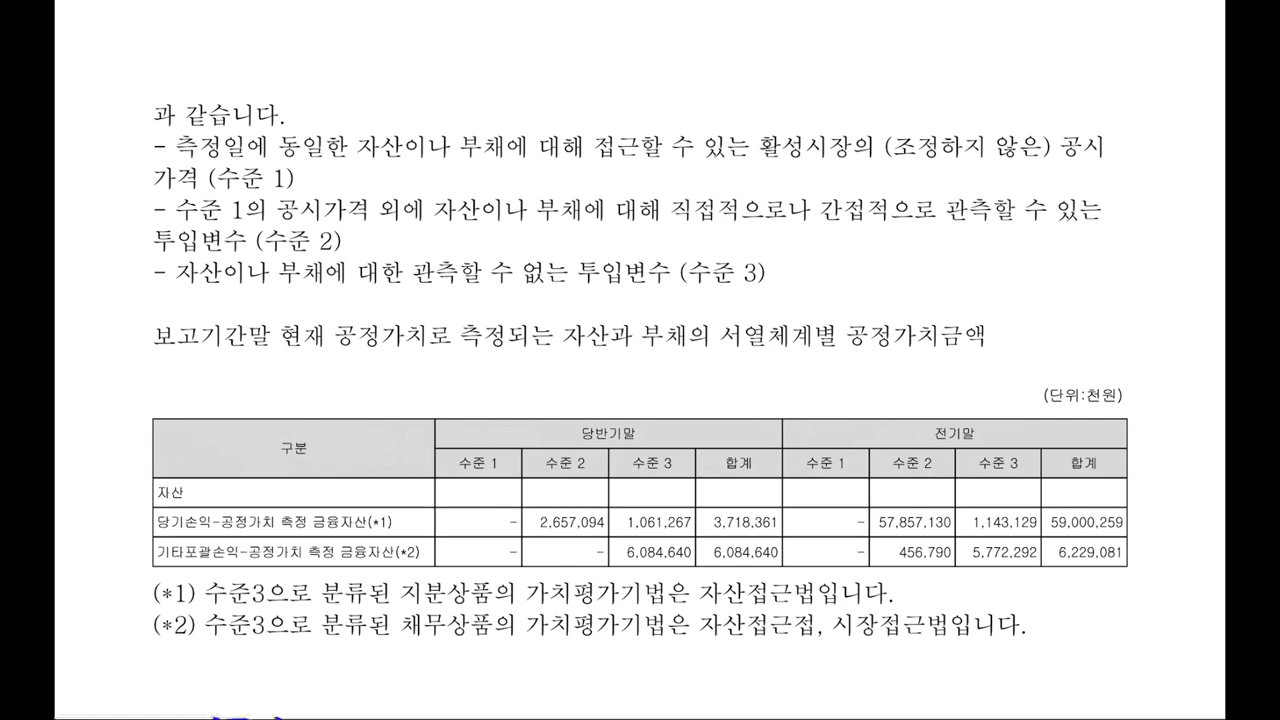 과 같습니다.
- 측정일에 동일한 자산이나 부채에 대해 접근할 수 있는 활성시장의 (조정하지 않은) 공시
가격 (수준 1)
- 수준 1의 공시가격 외에 자산이나 부채에 대해 직접적으로나 간접적으로 관측할 수 있는
투입변수 (수준 2)
- 자산이나 부채에 대한 관측할 수 없는 투입변수 (수준 3)
보고기간말 현재 공정가치로 측정되는 자산과 부채의 서열체계별 공정가치금액
(단위:천원)
구분 당반기말 전기말
수준 1 수준 2 수준 3 합계 수준 1 수준 2 수준 3 합계
자산
당기손익-공정가치 측정 금융자산(*1) - 2,657,094 1,061,267 3,718,361 - 57,857,130 1,143,129 59,000,259
기타포괄손익-공정가치 측정 금융자산(*2) - - 6,084,640 6,084,640 - 456,790 5,772,292 6,229,081
(*1) 수준3으로 분류된 지분상품의 가치평가기법은 자산접근법입니다.
(*2) 수준3으로 분류된 채무상품의 가치평가기법은 자산접근접, 시장접근법입니다.